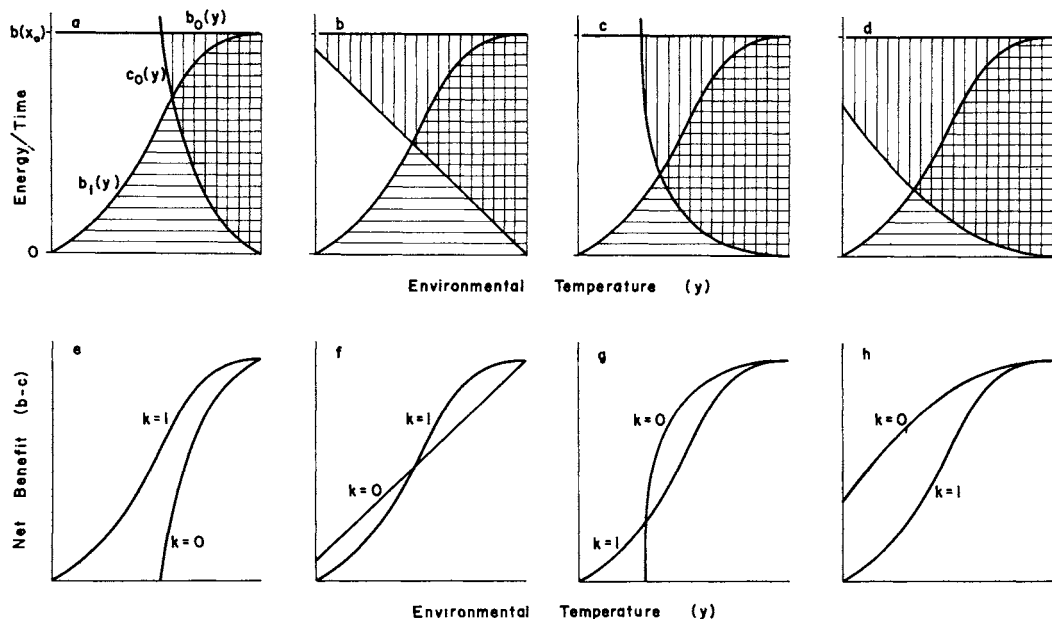 a
b₀(y)
b
c
d
b(x₀)
c₀(y)
b₁(y)
Energy/Time
0
Environmental Temperature (y)
e
f
g
h
k=1
k=0
k=1
k=0
k=0
k=1
k=0
k=1
Net Benefit (b-c)
Environmental Temperature (y)